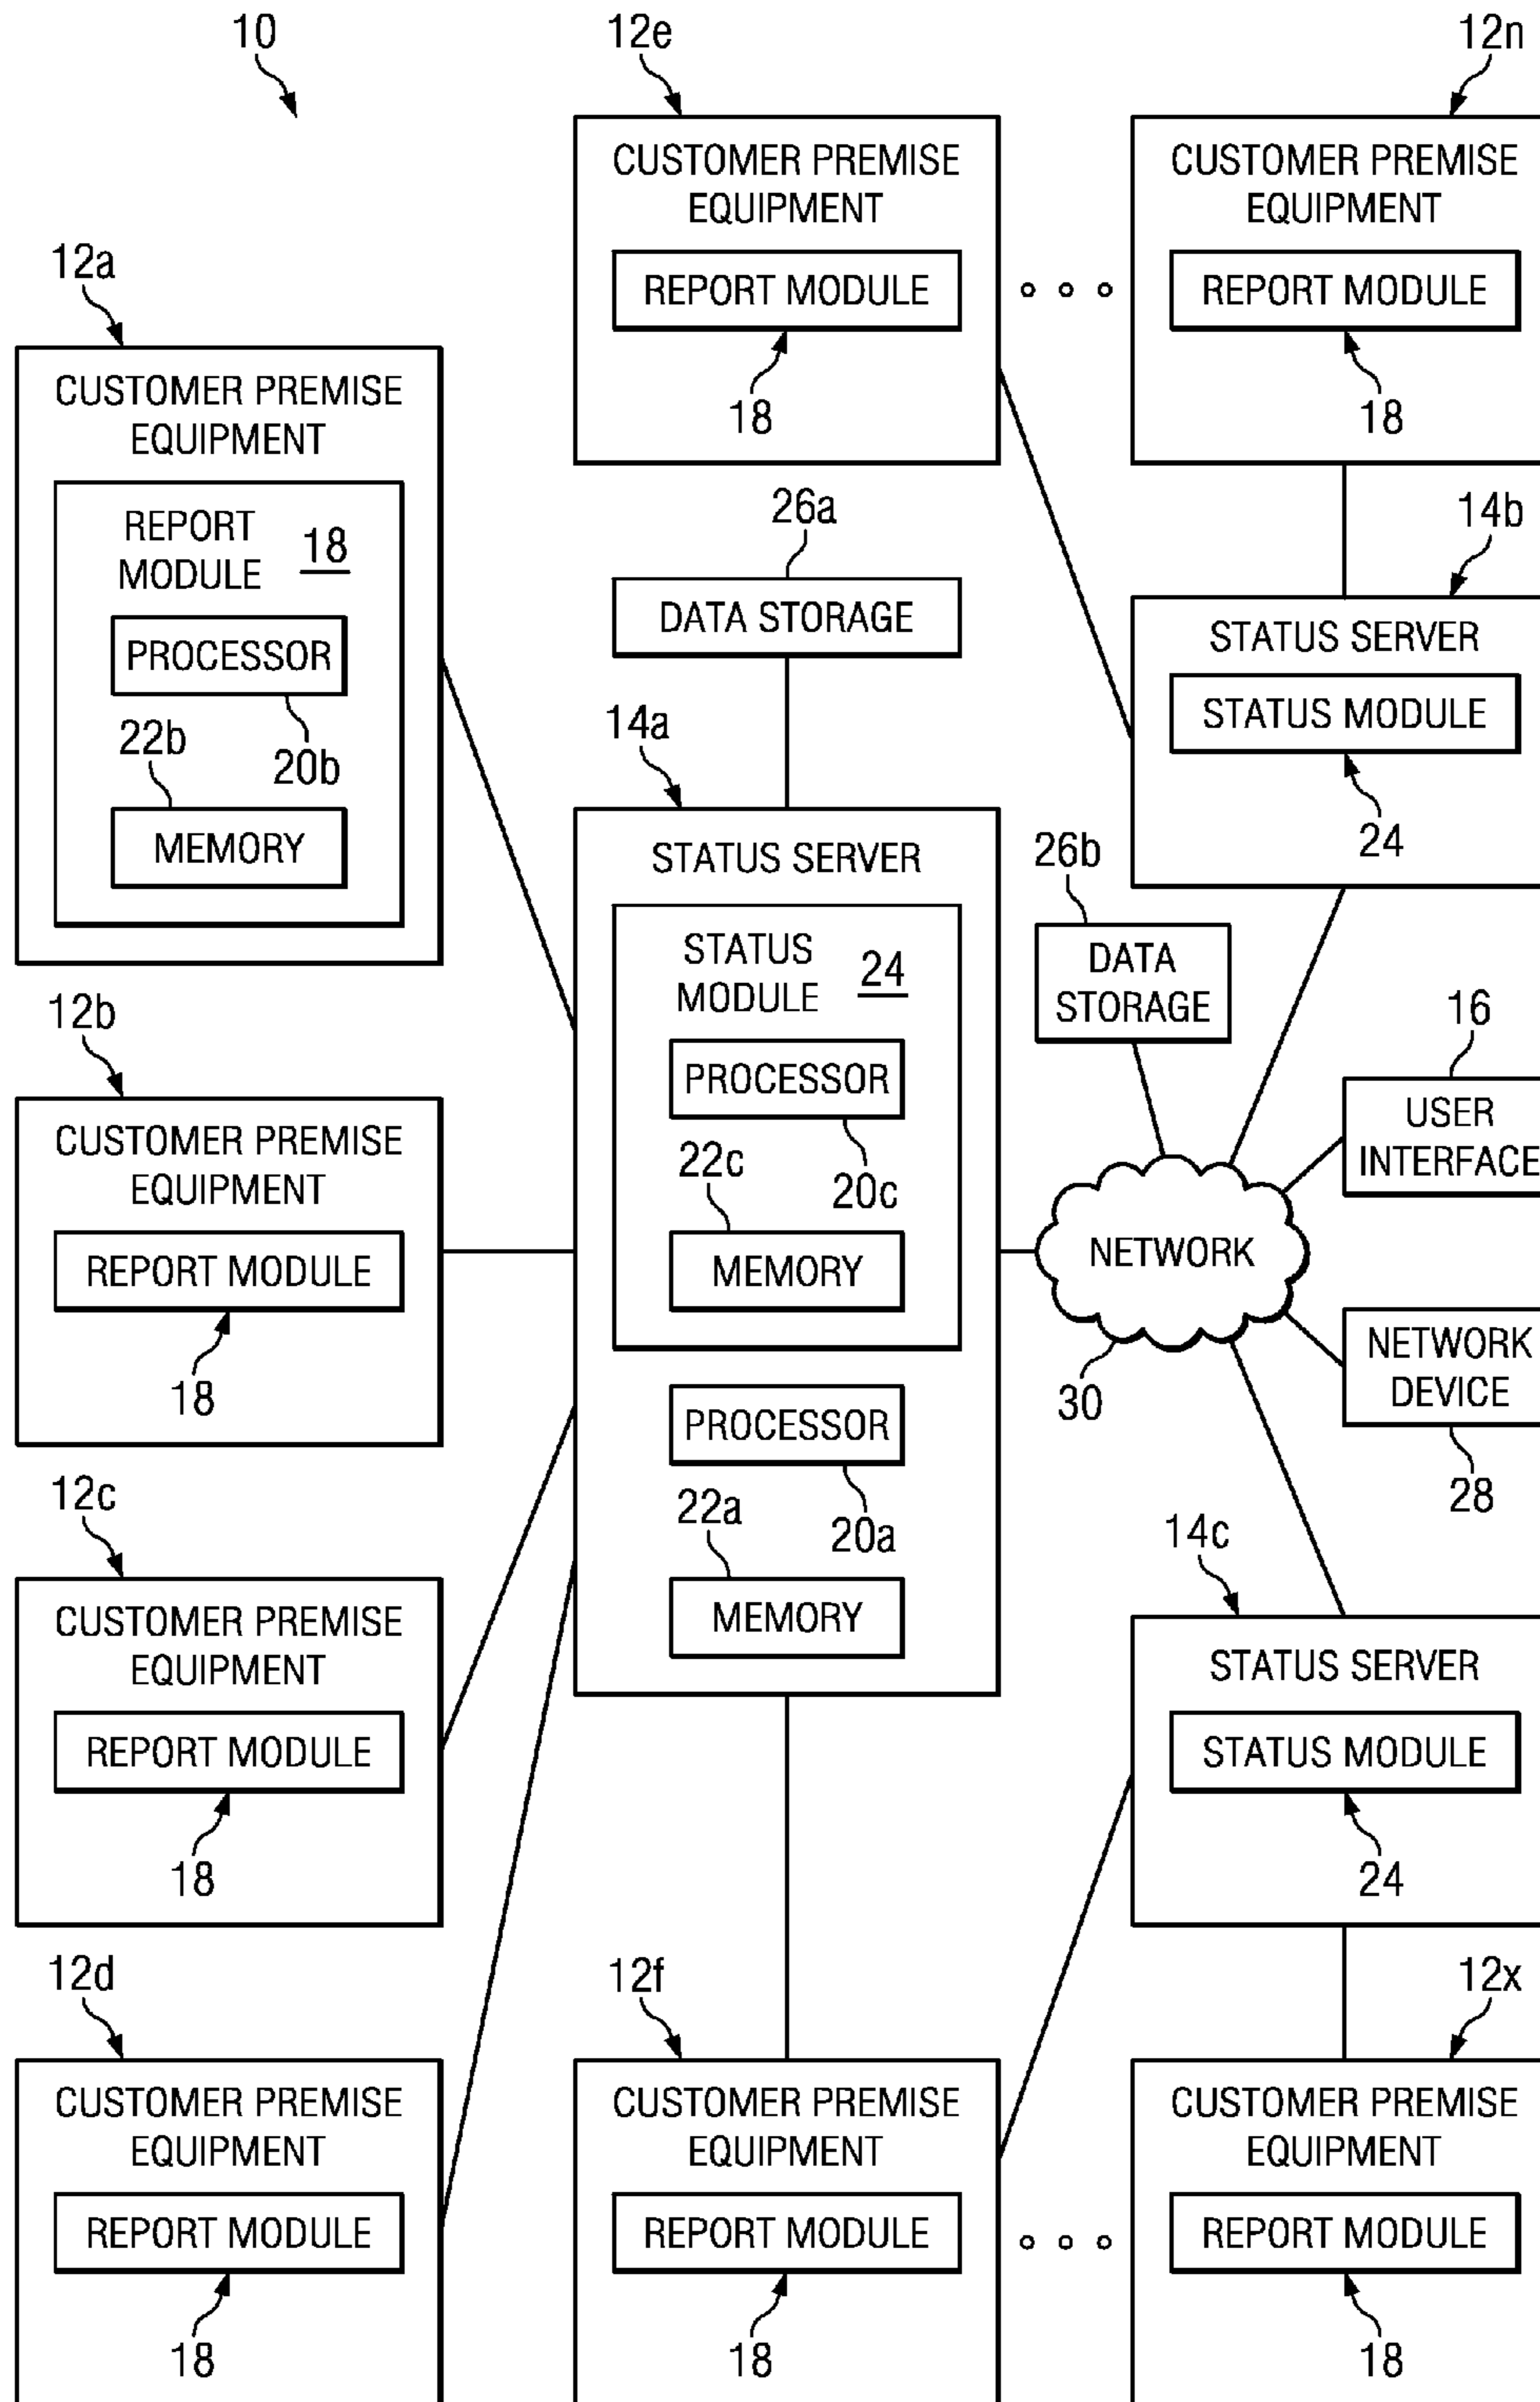 10
12e
12n
CUSTOMER PREMISE
EQUIPMENT
REPORT MODULE
18
CUSTOMER PREMISE
EQUIPMENT
REPORT MODULE
18
12a
CUSTOMER PREMISE
EQUIPMENT
REPORT
MODULE
18
PROCESSOR
20b
22b
MEMORY
26a
DATA STORAGE
14b
STATUS SERVER
STATUS MODULE
24
14a
STATUS SERVER
STATUS
MODULE
24
PROCESSOR
20c
22c
MEMORY
PROCESSOR
20a
22a
MEMORY
26b
DATA
STORAGE
16
USER
INTERFACE
NETWORK
30
NETWORK
DEVICE
28
12b
CUSTOMER PREMISE
EQUIPMENT
REPORT MODULE
18
12c
CUSTOMER PREMISE
EQUIPMENT
REPORT MODULE
18
14c
STATUS SERVER
STATUS MODULE
24
12d
CUSTOMER PREMISE
EQUIPMENT
REPORT MODULE
18
12f
CUSTOMER PREMISE
EQUIPMENT
REPORT MODULE
18
12x
CUSTOMER PREMISE
EQUIPMENT
REPORT MODULE
18